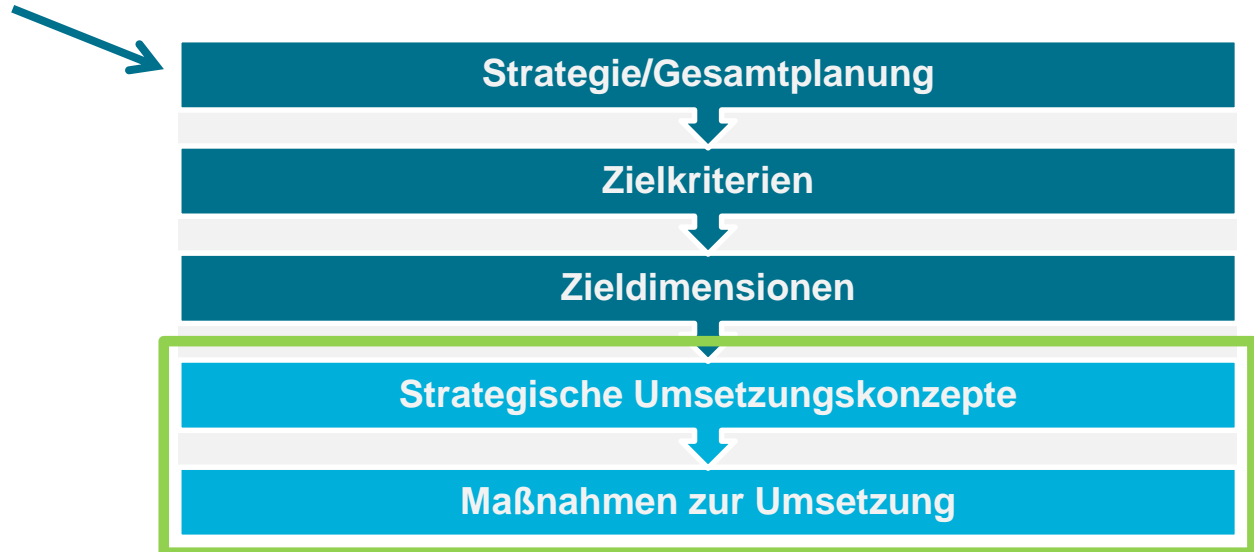 Strategie/Gesamtplanung
Zielkriterien
Zieldimensionen
Strategische Umsetzungskonzepte
Maßnahmen zur Umsetzung